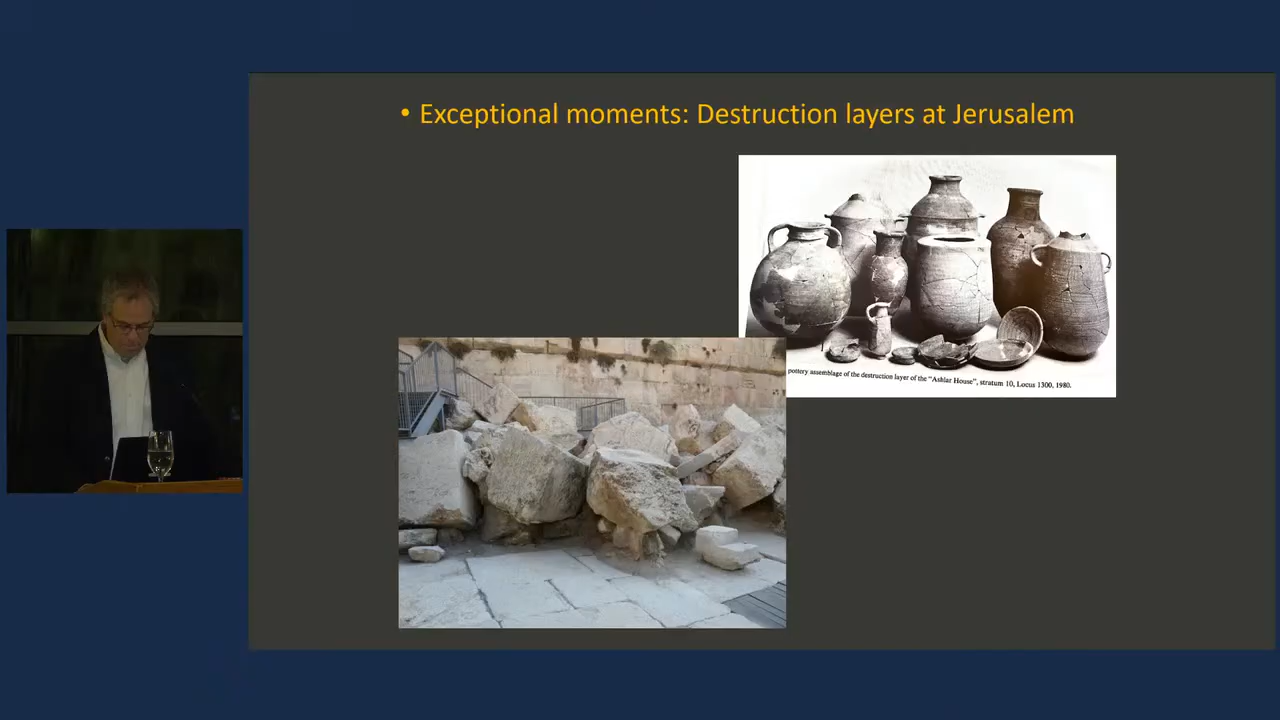 • Exceptional moments: Destruction layers at Jerusalem
pottery assemblage of the destruction layer of the "Ashlar House", stratum 10, Locus 1300, 1980.